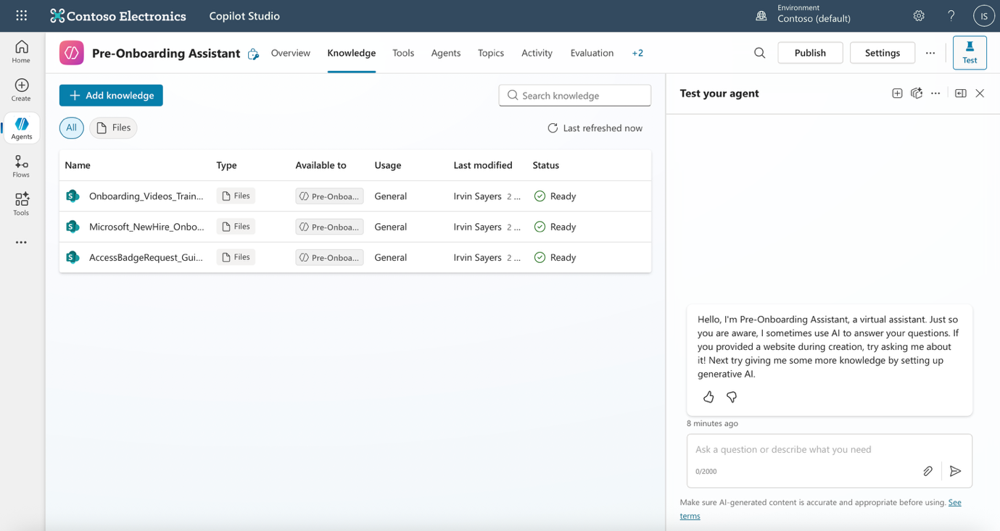 Contoso Electronics
Copilot Studio
Environment
Contoso (default)
?
IS
Home
Create
Agents
Flows
Tools
Pre-Onboarding Assistant
Overview
Knowledge
Tools
Agents
Topics
Activity
Evaluation
+2
Publish
Settings
...
Test
Add knowledge
Search knowledge
All
Files
Last refreshed now
Name Type Available to Usage Last modified Status
Onboarding_Videos_Train... Files Pre-Onboa... General Irvin Sayers 2 ... Ready
Microsoft_NewHire_Onbo... Files Pre-Onboa... General Irvin Sayers 2 ... Ready
AccessBadgeRequest_Gui... Files Pre-Onboa... General Irvin Sayers 2 ... Ready
Test your agent
Hello, I'm Pre-Onboarding Assistant, a virtual assistant. Just so
you are aware, I sometimes use AI to answer your questions. If
you provided a website during creation, try asking me about
it! Next try giving me some more knowledge by setting up
generative AI.
8 minutes ago
Ask a question or describe what you need
0/2000
Make sure AI-generated content is accurate and appropriate before using. See
terms